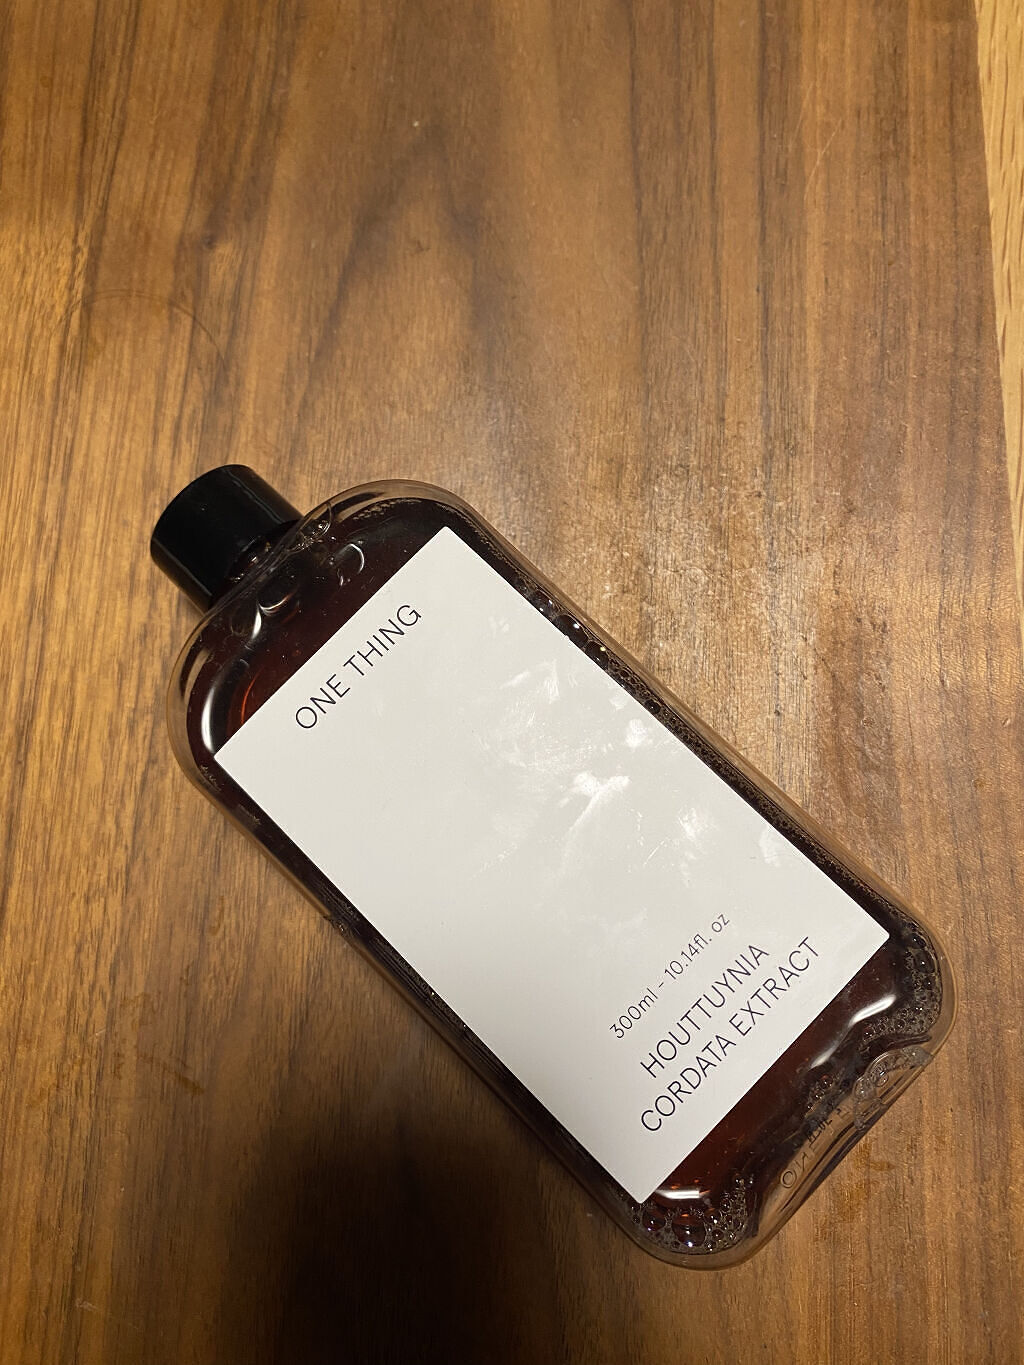 ONE THING
300ml - 10.14fl. oz
HOUTTUYNIA
CORDATA EXTRACT